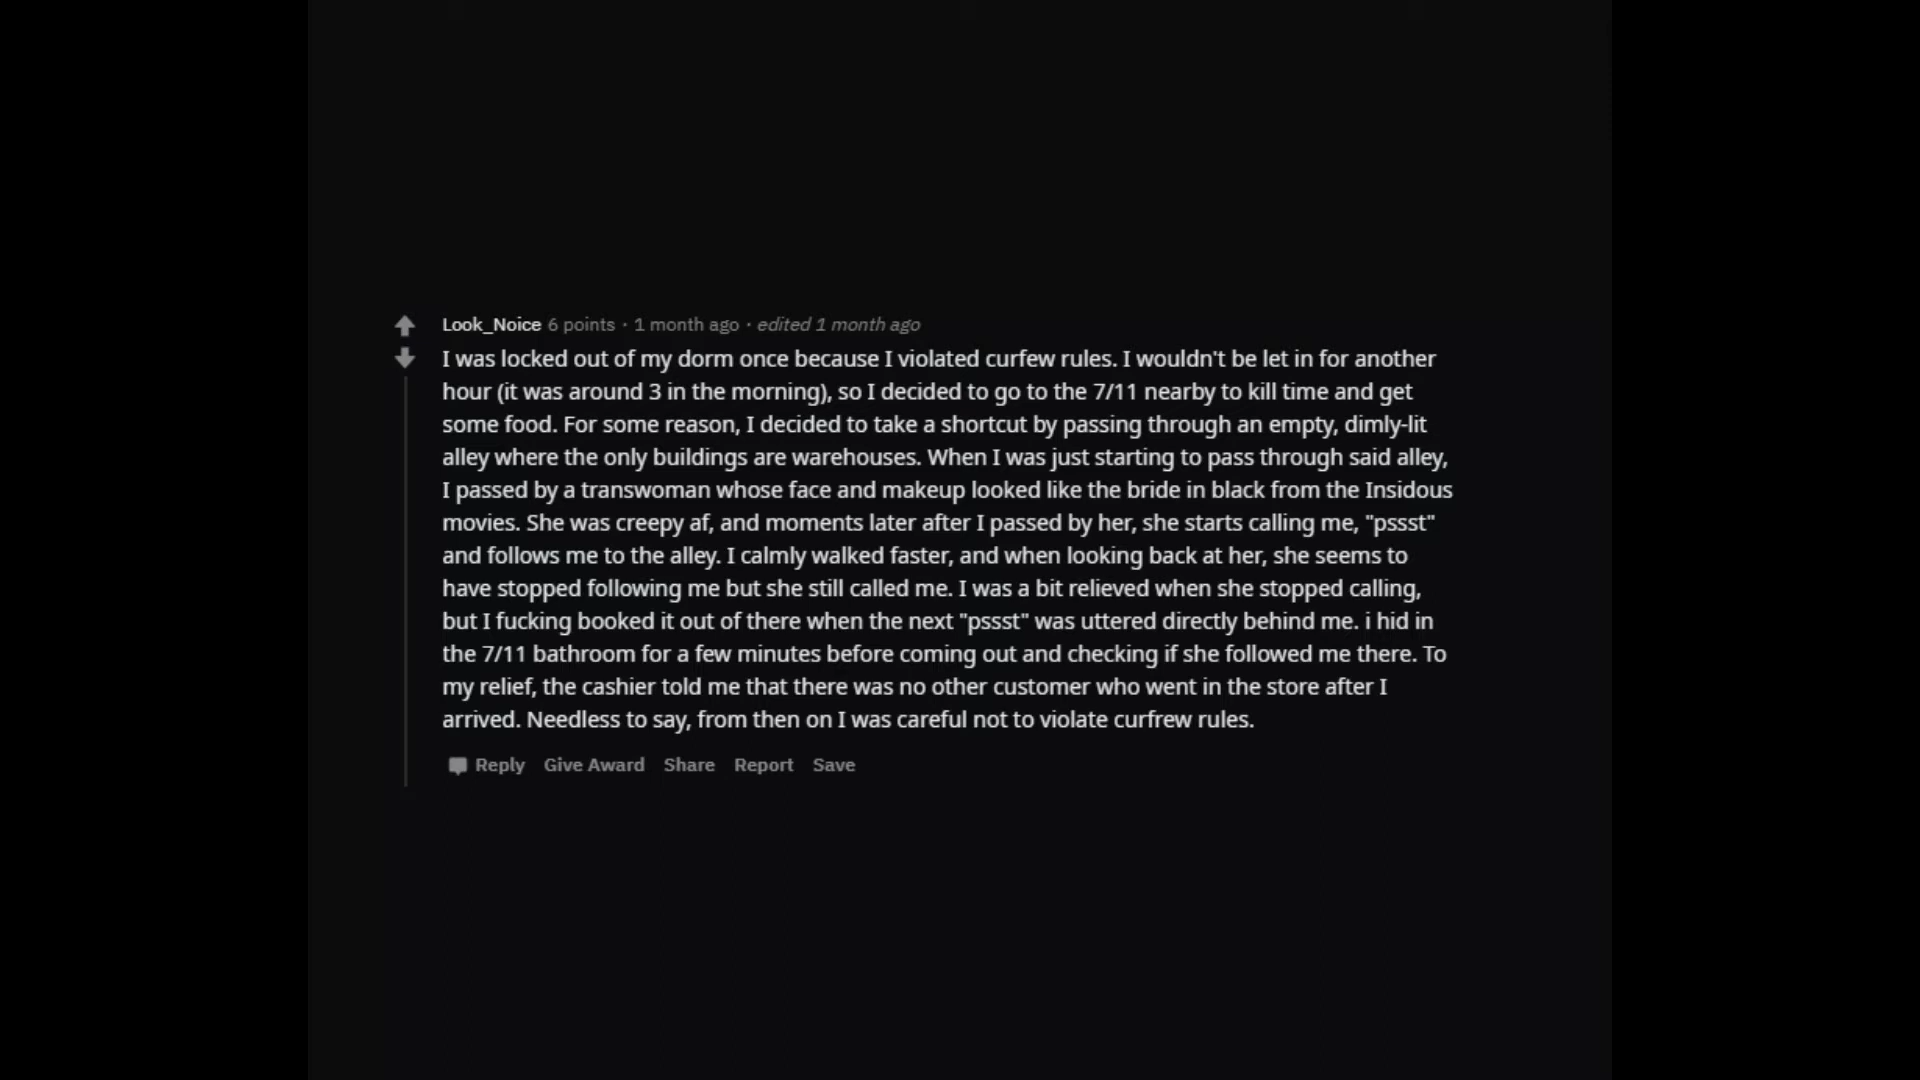 Look_Noice 6 points · 1 month ago · edited 1 month ago
I was locked out of my dorm once because I violated curfew rules. I wouldn't be let in for another
hour (it was around 3 in the morning), so I decided to go to the 7/11 nearby to kill time and get
some food. For some reason, I decided to take a shortcut by passing through an empty, dimly-lit
alley where the only buildings are warehouses. When I was just starting to pass through said alley,
I passed by a transwoman whose face and makeup looked like the bride in black from the Insidous
movies. She was creepy af, and moments later after I passed by her, she starts calling me, "pssst"
and follows me to the alley. I calmly walked faster, and when looking back at her, she seems to
have stopped following me but she still called me. I was a bit relieved when she stopped calling,
but I fucking booked it out of there when the next "pssst" was uttered directly behind me. i hid in
the 7/11 bathroom for a few minutes before coming out and checking if she followed me there. To
my relief, the cashier told me that there was no other customer who went in the store after I
arrived. Needless to say, from then on I was careful not to violate curfrew rules.
Reply Give Award Share Report Save